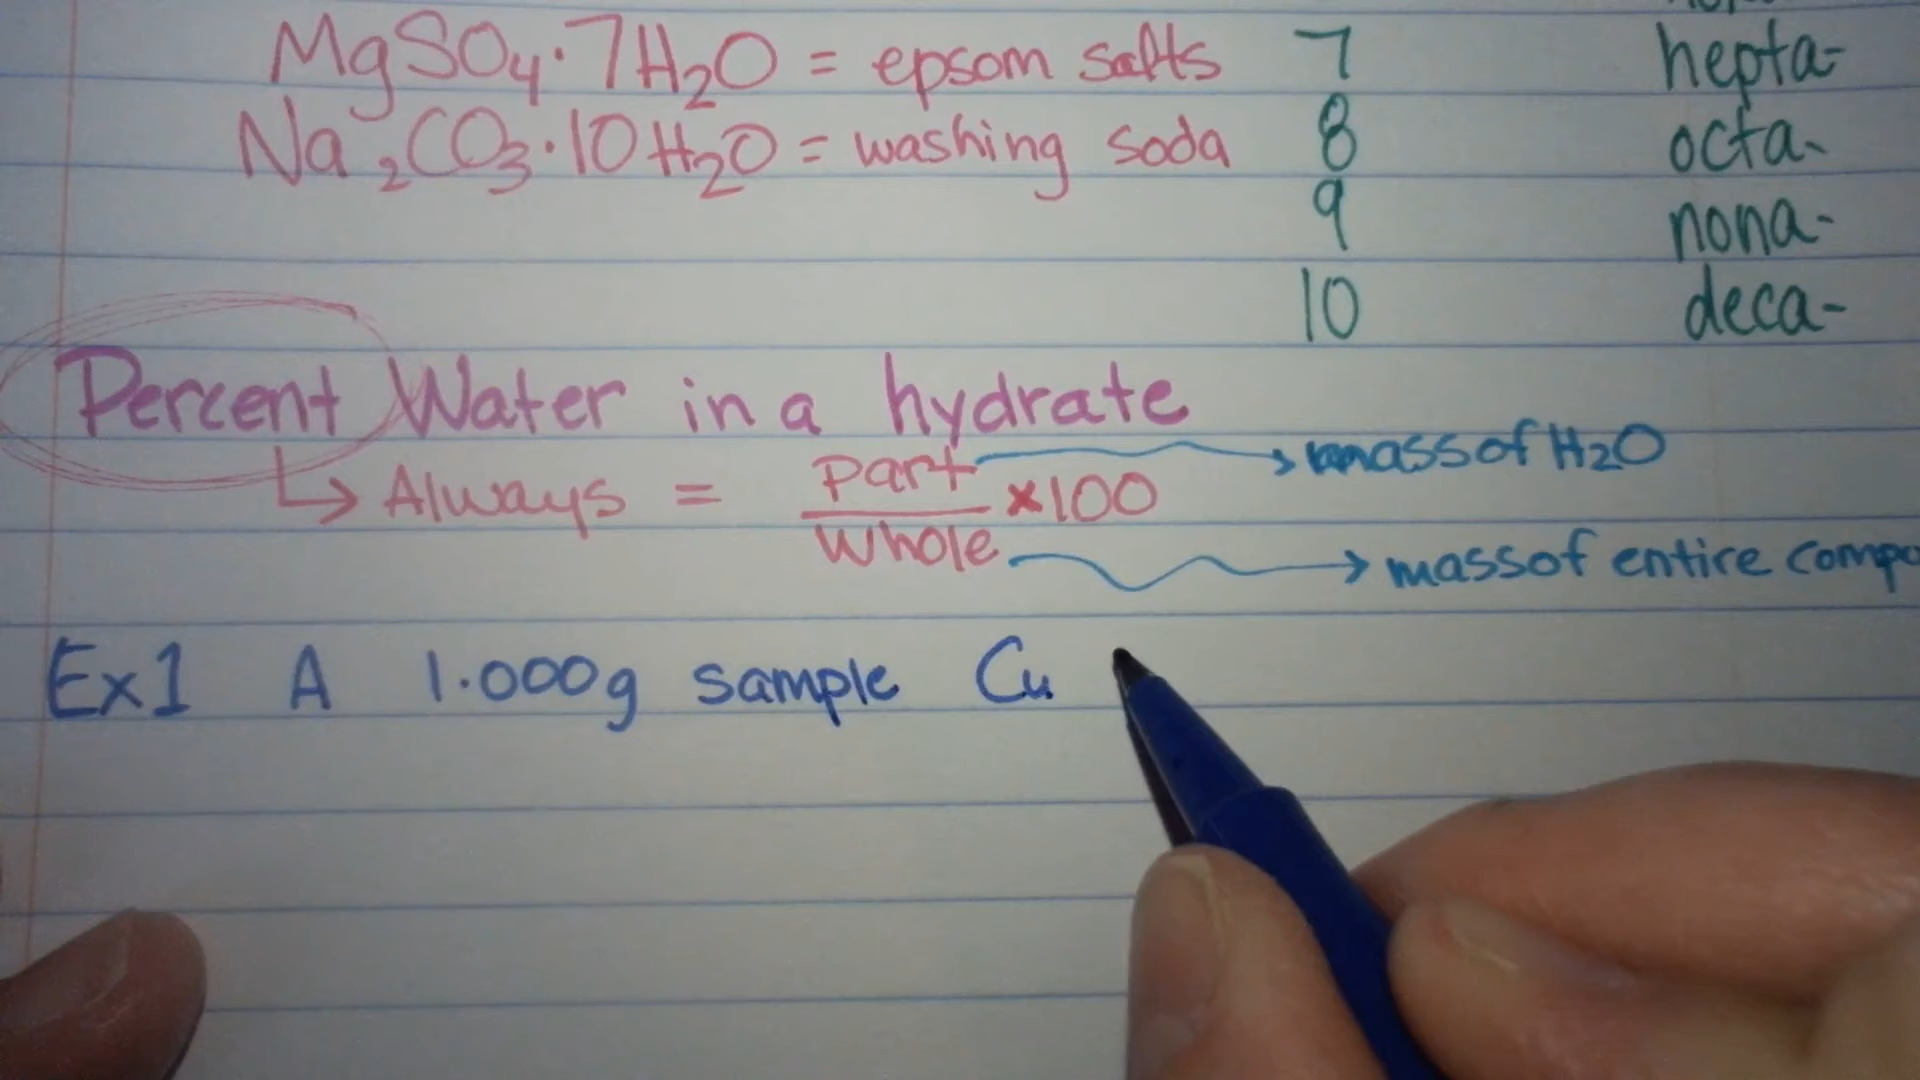 MgSO4·7H2O = epsom salts 7 hepta-
Na2CO3·10H2O = washing soda 8 octa-
9 nona-
10 deca-
Percent Water in a hydrate
↳ Always = part/whole ×100 → mass of H2O
→ mass of entire compo
Ex1 A 1.000g sample Cu